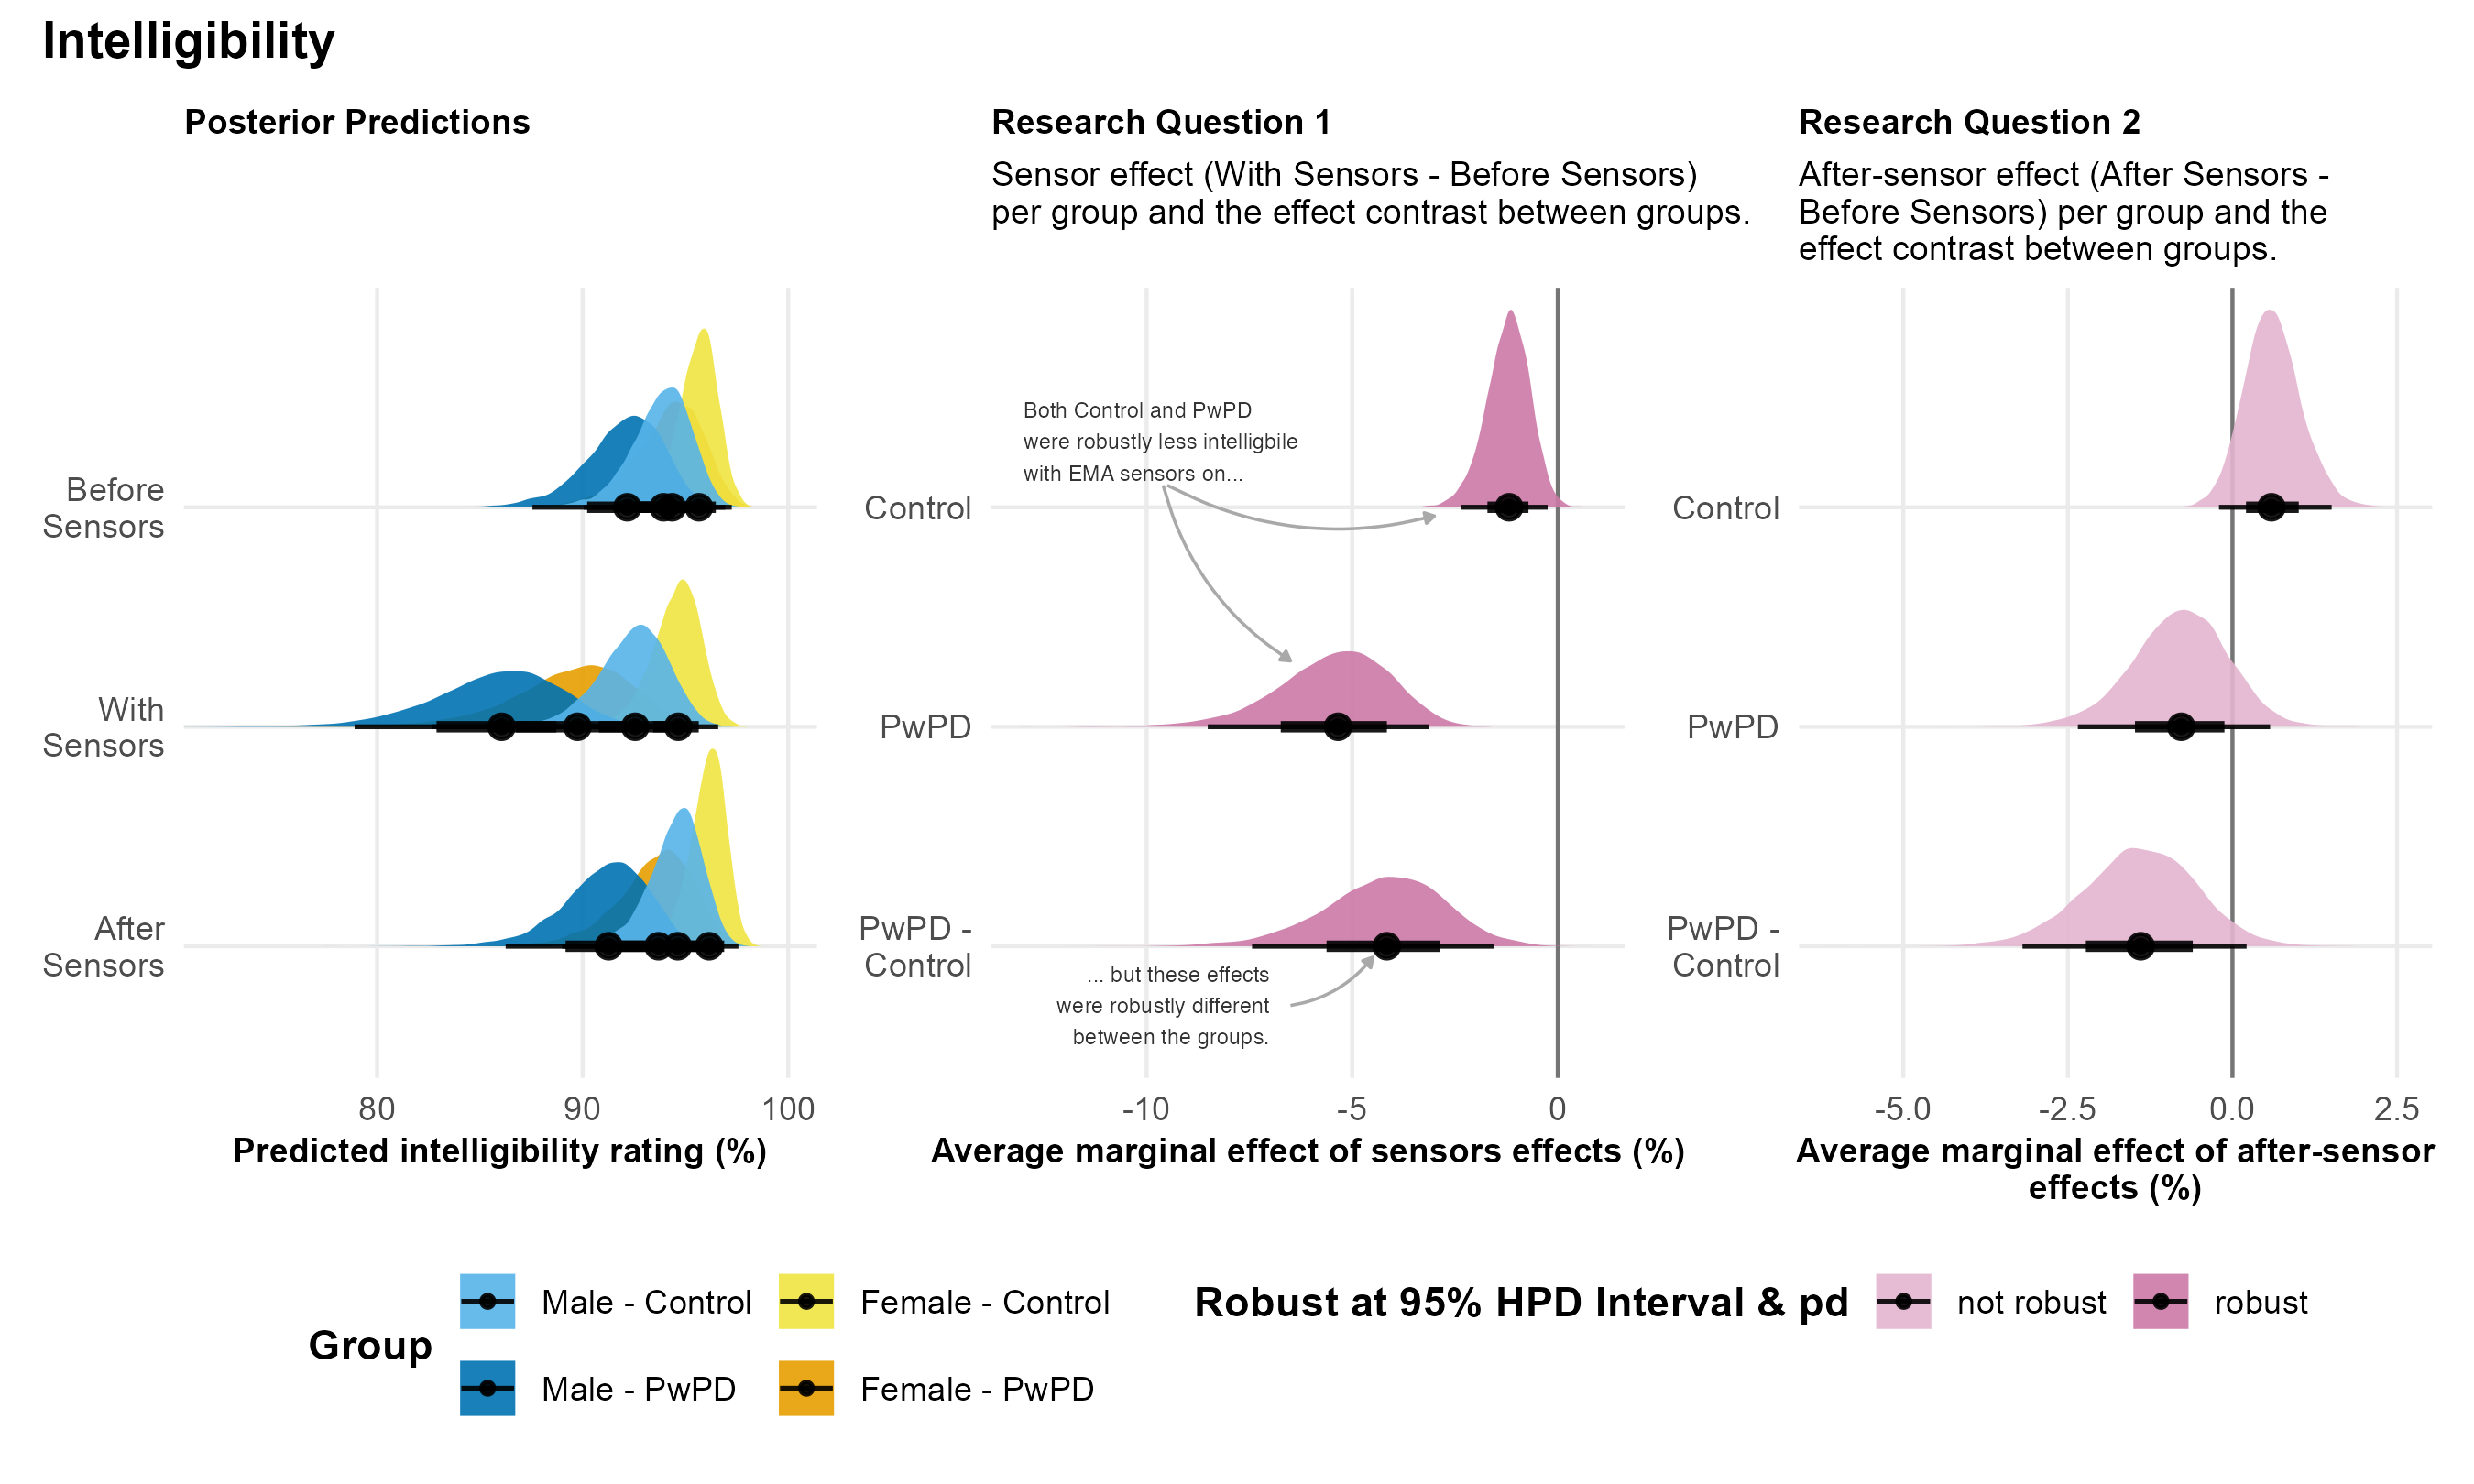 Intelligibility
Posterior Predictions
Before
Sensors
With
Sensors
After
Sensors
80 90 100
Predicted intelligibility rating (%)
Research Question 1
Sensor effect (With Sensors - Before Sensors)
per group and the effect contrast between groups.
Both Control and PwPD
were robustly less intelligbile
with EMA sensors on...
Control
PwPD
PwPD -
Control
... but these effects
were robustly different
between the groups.
-10 -5 0
Average marginal effect of sensors effects (%)
Research Question 2
After-sensor effect (After Sensors -
Before Sensors) per group and the
effect contrast between groups.
Control
PwPD
PwPD -
Control
-5.0 -2.5 0.0 2.5
Average marginal effect of after-sensor
effects (%)
Group
Male - Control
Female - Control
Male - PwPD
Female - PwPD
Robust at 95% HPD Interval & pd
not robust
robust